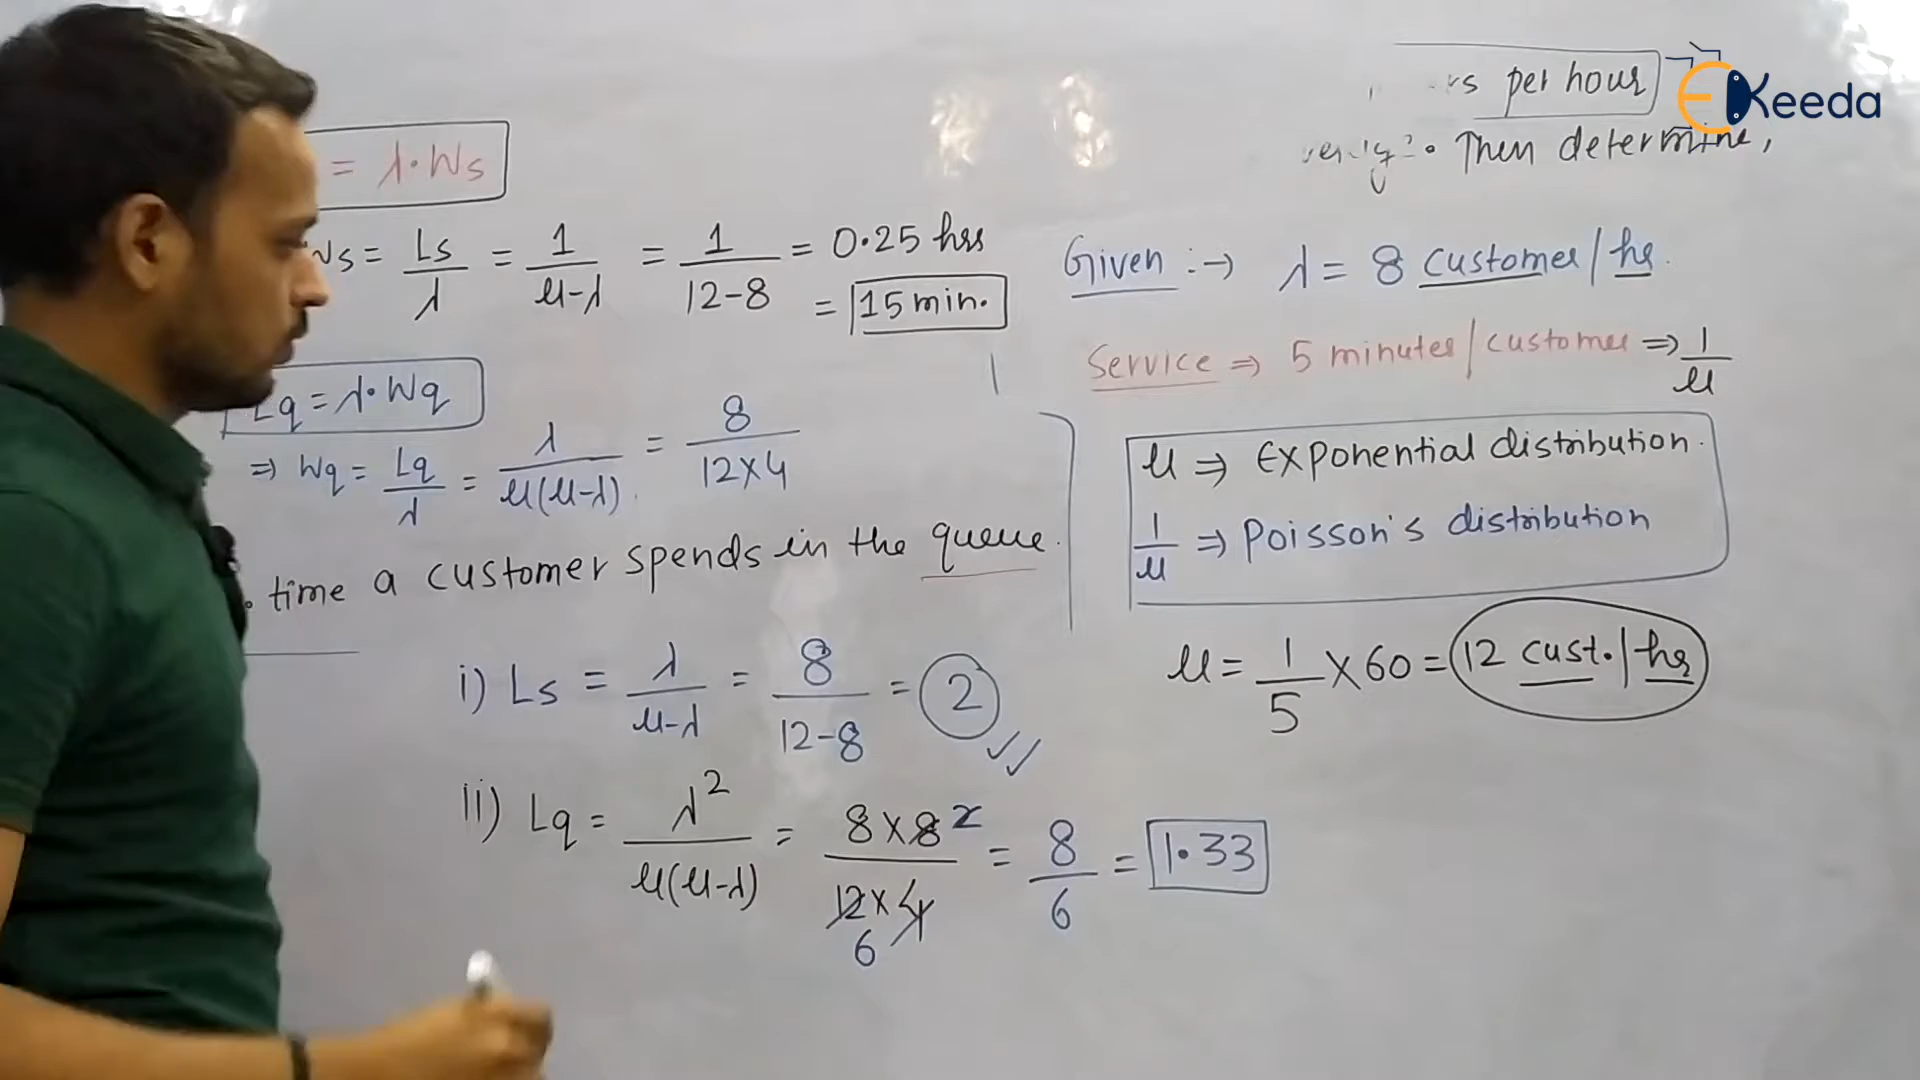 per hour
Keeda
Then determine,
= λ·Ws
Ws = Ls/λ = 1/(μ-λ) = 1/(12-8) = 0.25 hrs
= 15 min.
Lq = λ·Wq
⇒ Wq = Lq/λ = λ/(μ(μ-λ)) = 8/(12×4)
time a customer spends in the queue.
i) Ls = λ/(μ-λ) = 8/(12-8) = 2
ii) Lq = λ²/(μ(μ-λ)) = (8×8 2)/(12×4 6) = 8/6 = 1.33
Given :→ λ = 8 customer/hr.
Service ⇒ 5 minutes/customer ⇒ 1/μ
μ ⇒ Exponential distribution.
1/μ ⇒ Poisson's distribution
μ = 1/5 × 60 = 12 cust./hr